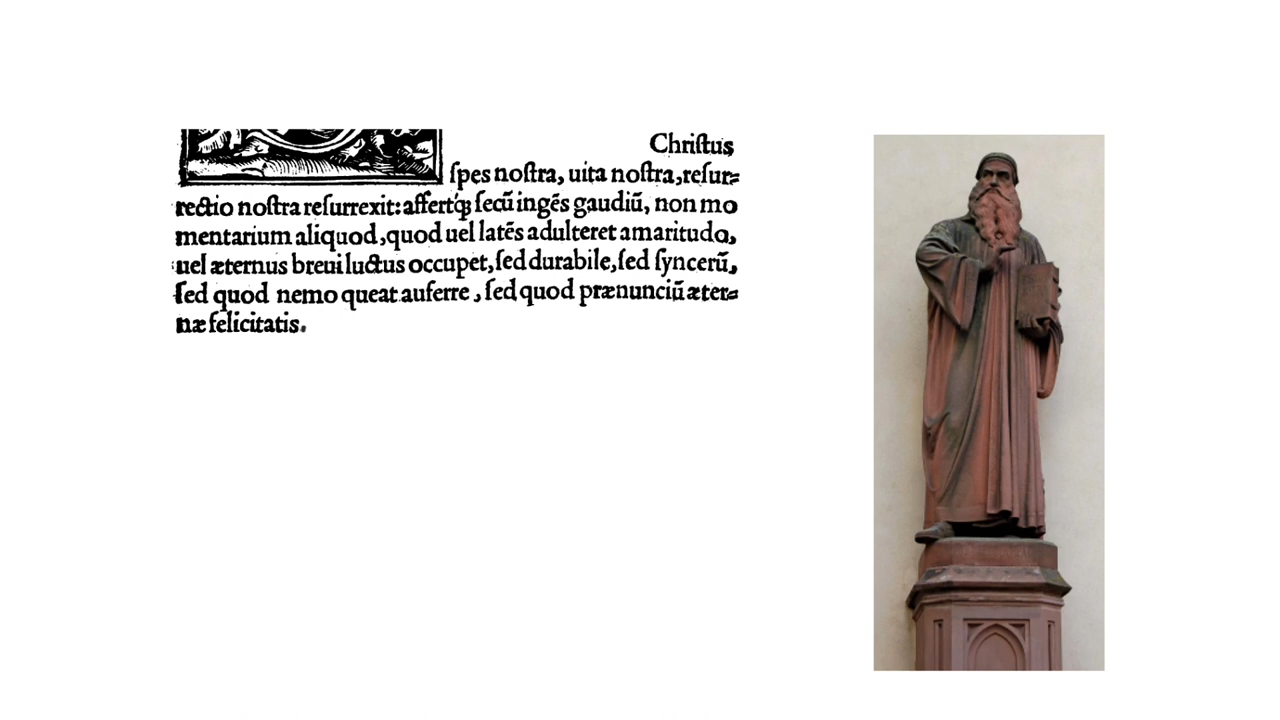 Chriſtus
ſpes noſtra, uita noſtra,reſur⸗
rectio noſtra reſurrexit: affertq́ꝫ ſecũ ingẽs gaudiũ, non mo
mentarium aliquod,quod uel latẽs adulteret amaritudo,
uel æternus breui luctus occupet,ſed durabile,ſed ſyncerũ,
ſed quod nemo queat auferre , ſed quod prænunciũ æter⸗
næ felicitatis.